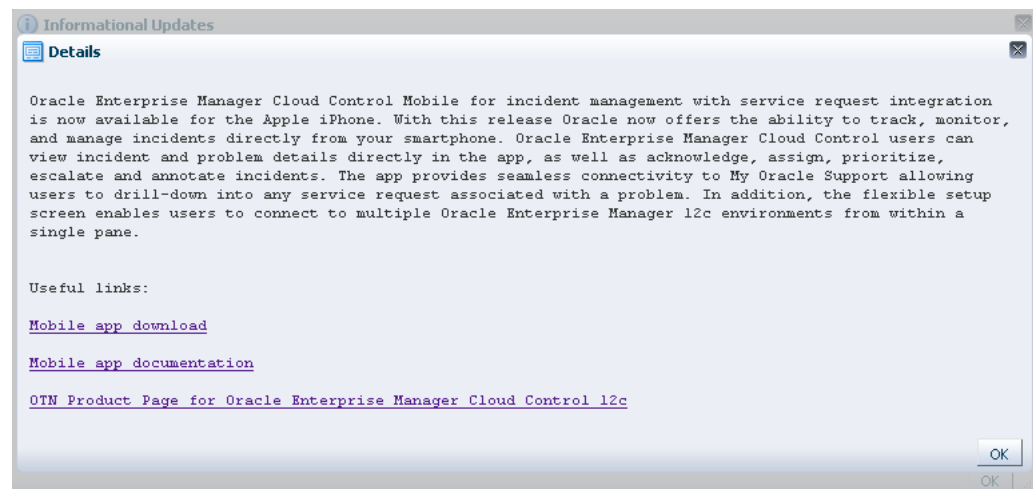 Informational Updates
Details
Oracle Enterprise Manager Cloud Control Mobile for incident management with service request integration
is now available for the Apple iPhone. With this release Oracle now offers the ability to track, monitor,
and manage incidents directly from your smartphone. Oracle Enterprise Manager Cloud Control users can
view incident and problem details directly in the app, as well as acknowledge, assign, prioritize,
escalate and annotate incidents. The app provides seamless connectivity to My Oracle Support allowing
users to drill-down into any service request associated with a problem. In addition, the flexible setup
screen enables users to connect to multiple Oracle Enterprise Manager 12c environments from within a
single pane.
Useful links:
Mobile app download
Mobile app documentation
OTN Product Page for Oracle Enterprise Manager Cloud Control 12c
OK
OK